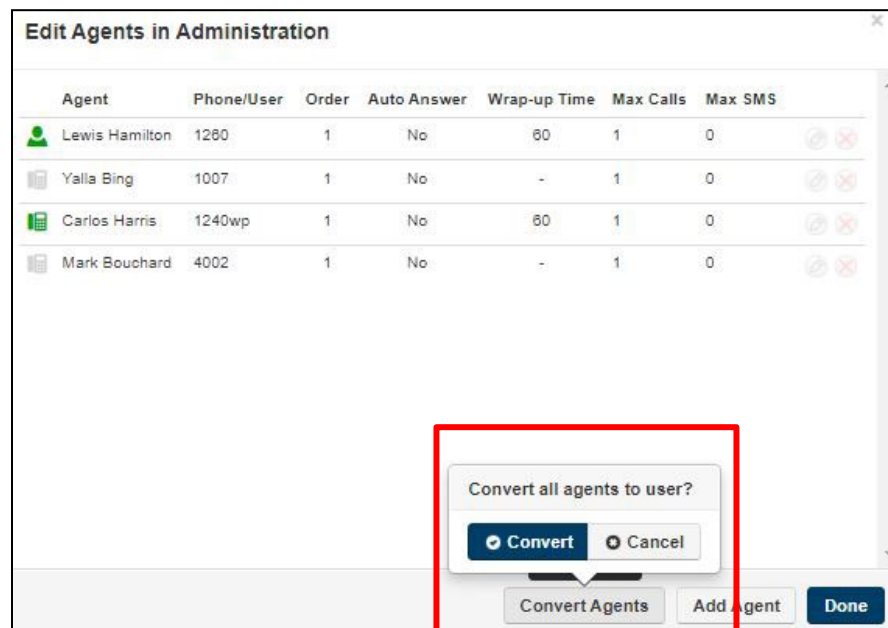 Edit Agents in Administration
Agent Phone/User Order Auto Answer Wrap-up Time Max Calls Max SMS
Lewis Hamilton 1260 1 No 60 1 0
Yalla Bing 1007 1 No - 1 0
Carlos Harris 1240wp 1 No 60 1 0
Mark Bouchard 4002 1 No - 1 0
Convert all agents to user?
Convert Cancel
Convert Agents Add Agent Done